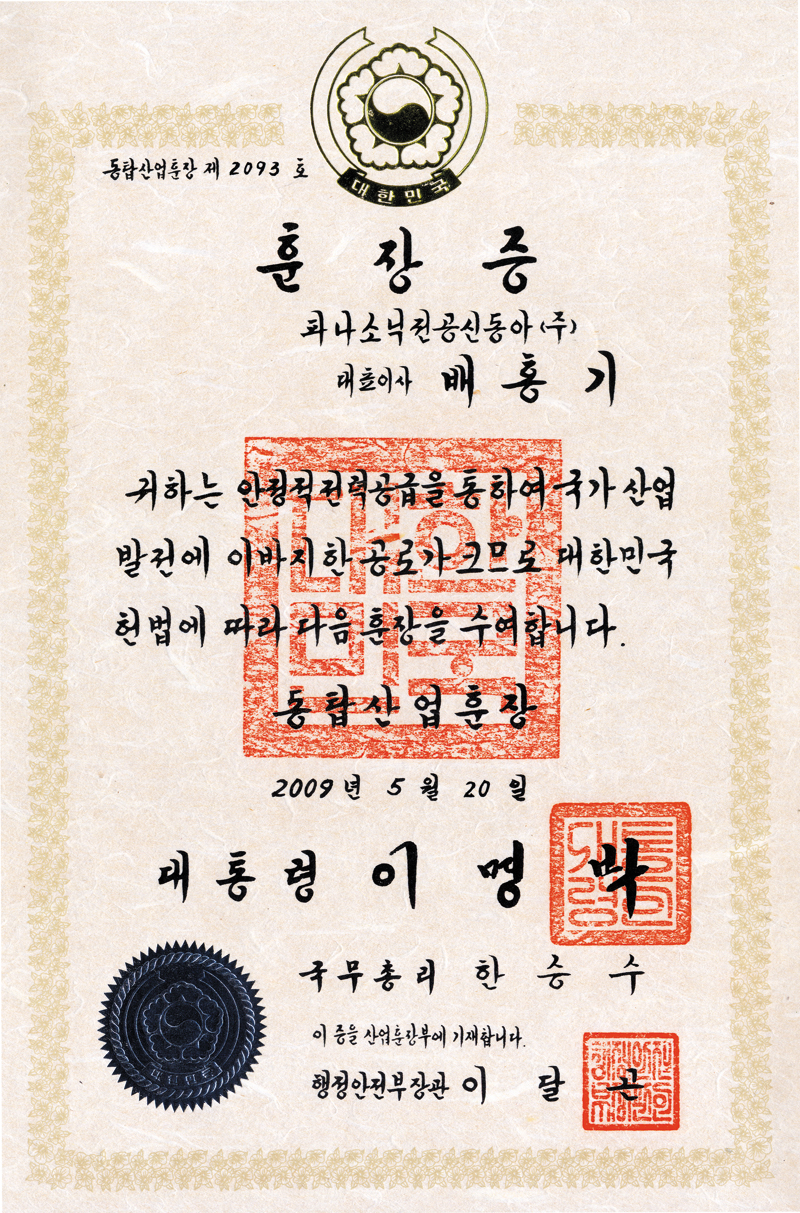 대한민국
동탑산업훈장 제 2093 호
훈장증
파나소닉전공신동아(주)
대표이사 배홍기
귀하는 안정적전력공급을 통하여 국가 산업
발전에 이바지한 공로가 크므로 대한민국
헌법에 따라 다음 훈장을 수여합니다.
동탑산업훈장
2009년 5월 20일
대통령 이명박
국무총리 한승수
이 증을 산업훈장부에 기재합니다.
행정안전부장관 이달곤